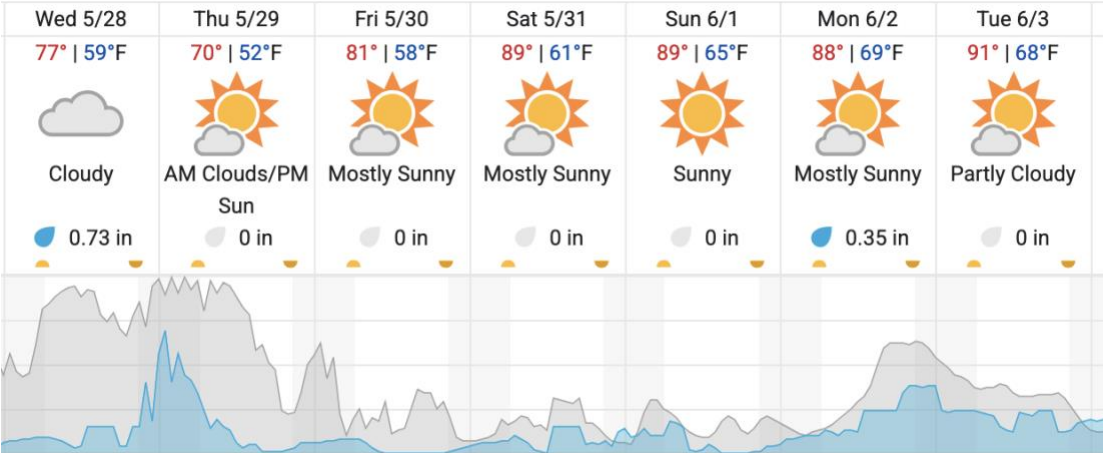 Wed 5/28 Thu 5/29 Fri 5/30 Sat 5/31 Sun 6/1 Mon 6/2 Tue 6/3
77° | 59°F 70° | 52°F 81° | 58°F 89° | 61°F 89° | 65°F 88° | 69°F 91° | 68°F
Cloudy AM Clouds/PM Mostly Sunny Mostly Sunny Sunny Mostly Sunny Partly Cloudy
Sun
0.73 in 0 in 0 in 0 in 0 in 0.35 in 0 in